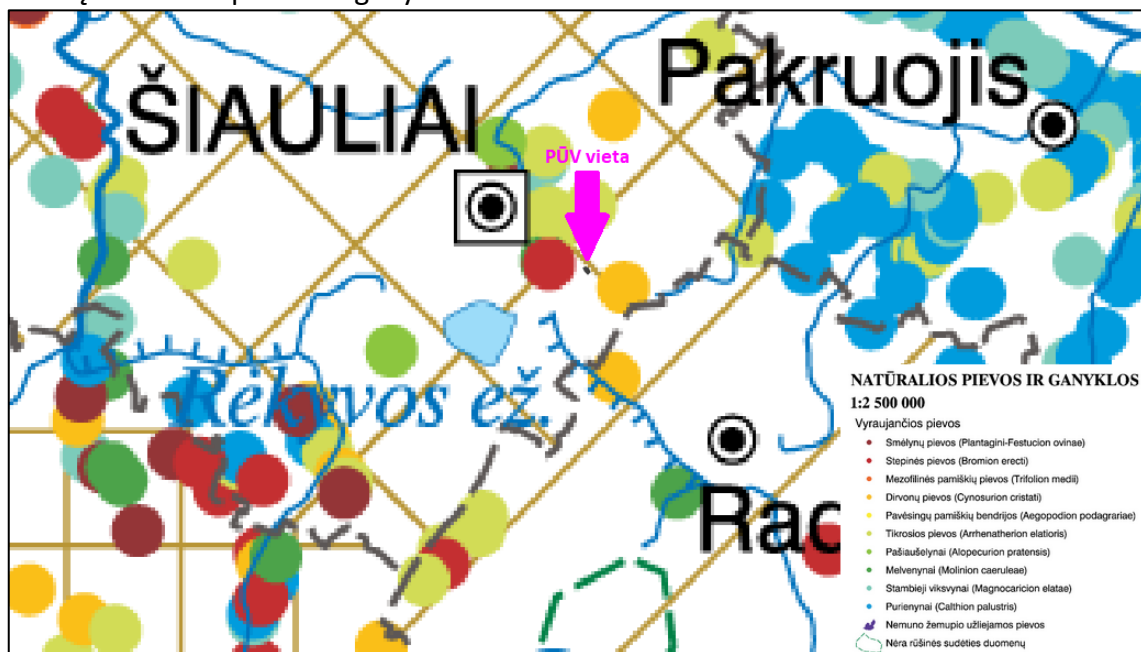 ŠIAULIAI
Pakruojis
PŪV vieta
Rėkyvos ež.
Rad
NATŪRALIOS PIEVOS IR GANYKLOS
1:2 500 000
Vyraujančios pievos
Smėlynų pievos (Plantagini-Festucion ovinae)
Stepinės pievos (Bromion erecti)
Mezofilinės pamiškių pievos (Trifolion medii)
Dirvonų pievos (Cynosurion cristati)
Pavėsingų pamiškių bendrijos (Aegopodion podagrariae)
Tikrosios pievos (Arrhenatherion elatioris)
Pašiaušėlynai (Alopecurion pratensis)
Melvenynai (Molinion caeruleae)
Stambieji viksvynai (Magnocaricion elatae)
Purienynai (Calthion palustris)
Nemuno žemupio užliejamos pievos
Nėra rūšinės sudėties duomenų